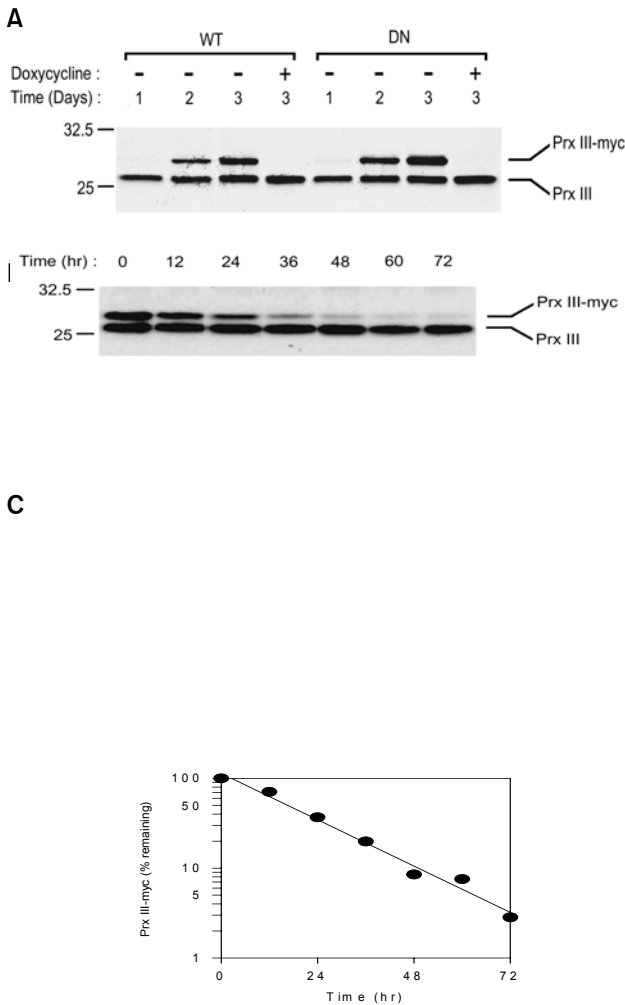 A
WT DN
Doxycycline : - - - + - - - +
Time (Days) : 1 2 3 3 1 2 3 3
32.5
Prx III-myc
25
Prx III
Time (hr) : 0 12 24 36 48 60 72
32.5
Prx III-myc
25
Prx III
C
Prx III-myc (% remaining)
100
50
10
5
1
0 24 48 72
Time (hr)